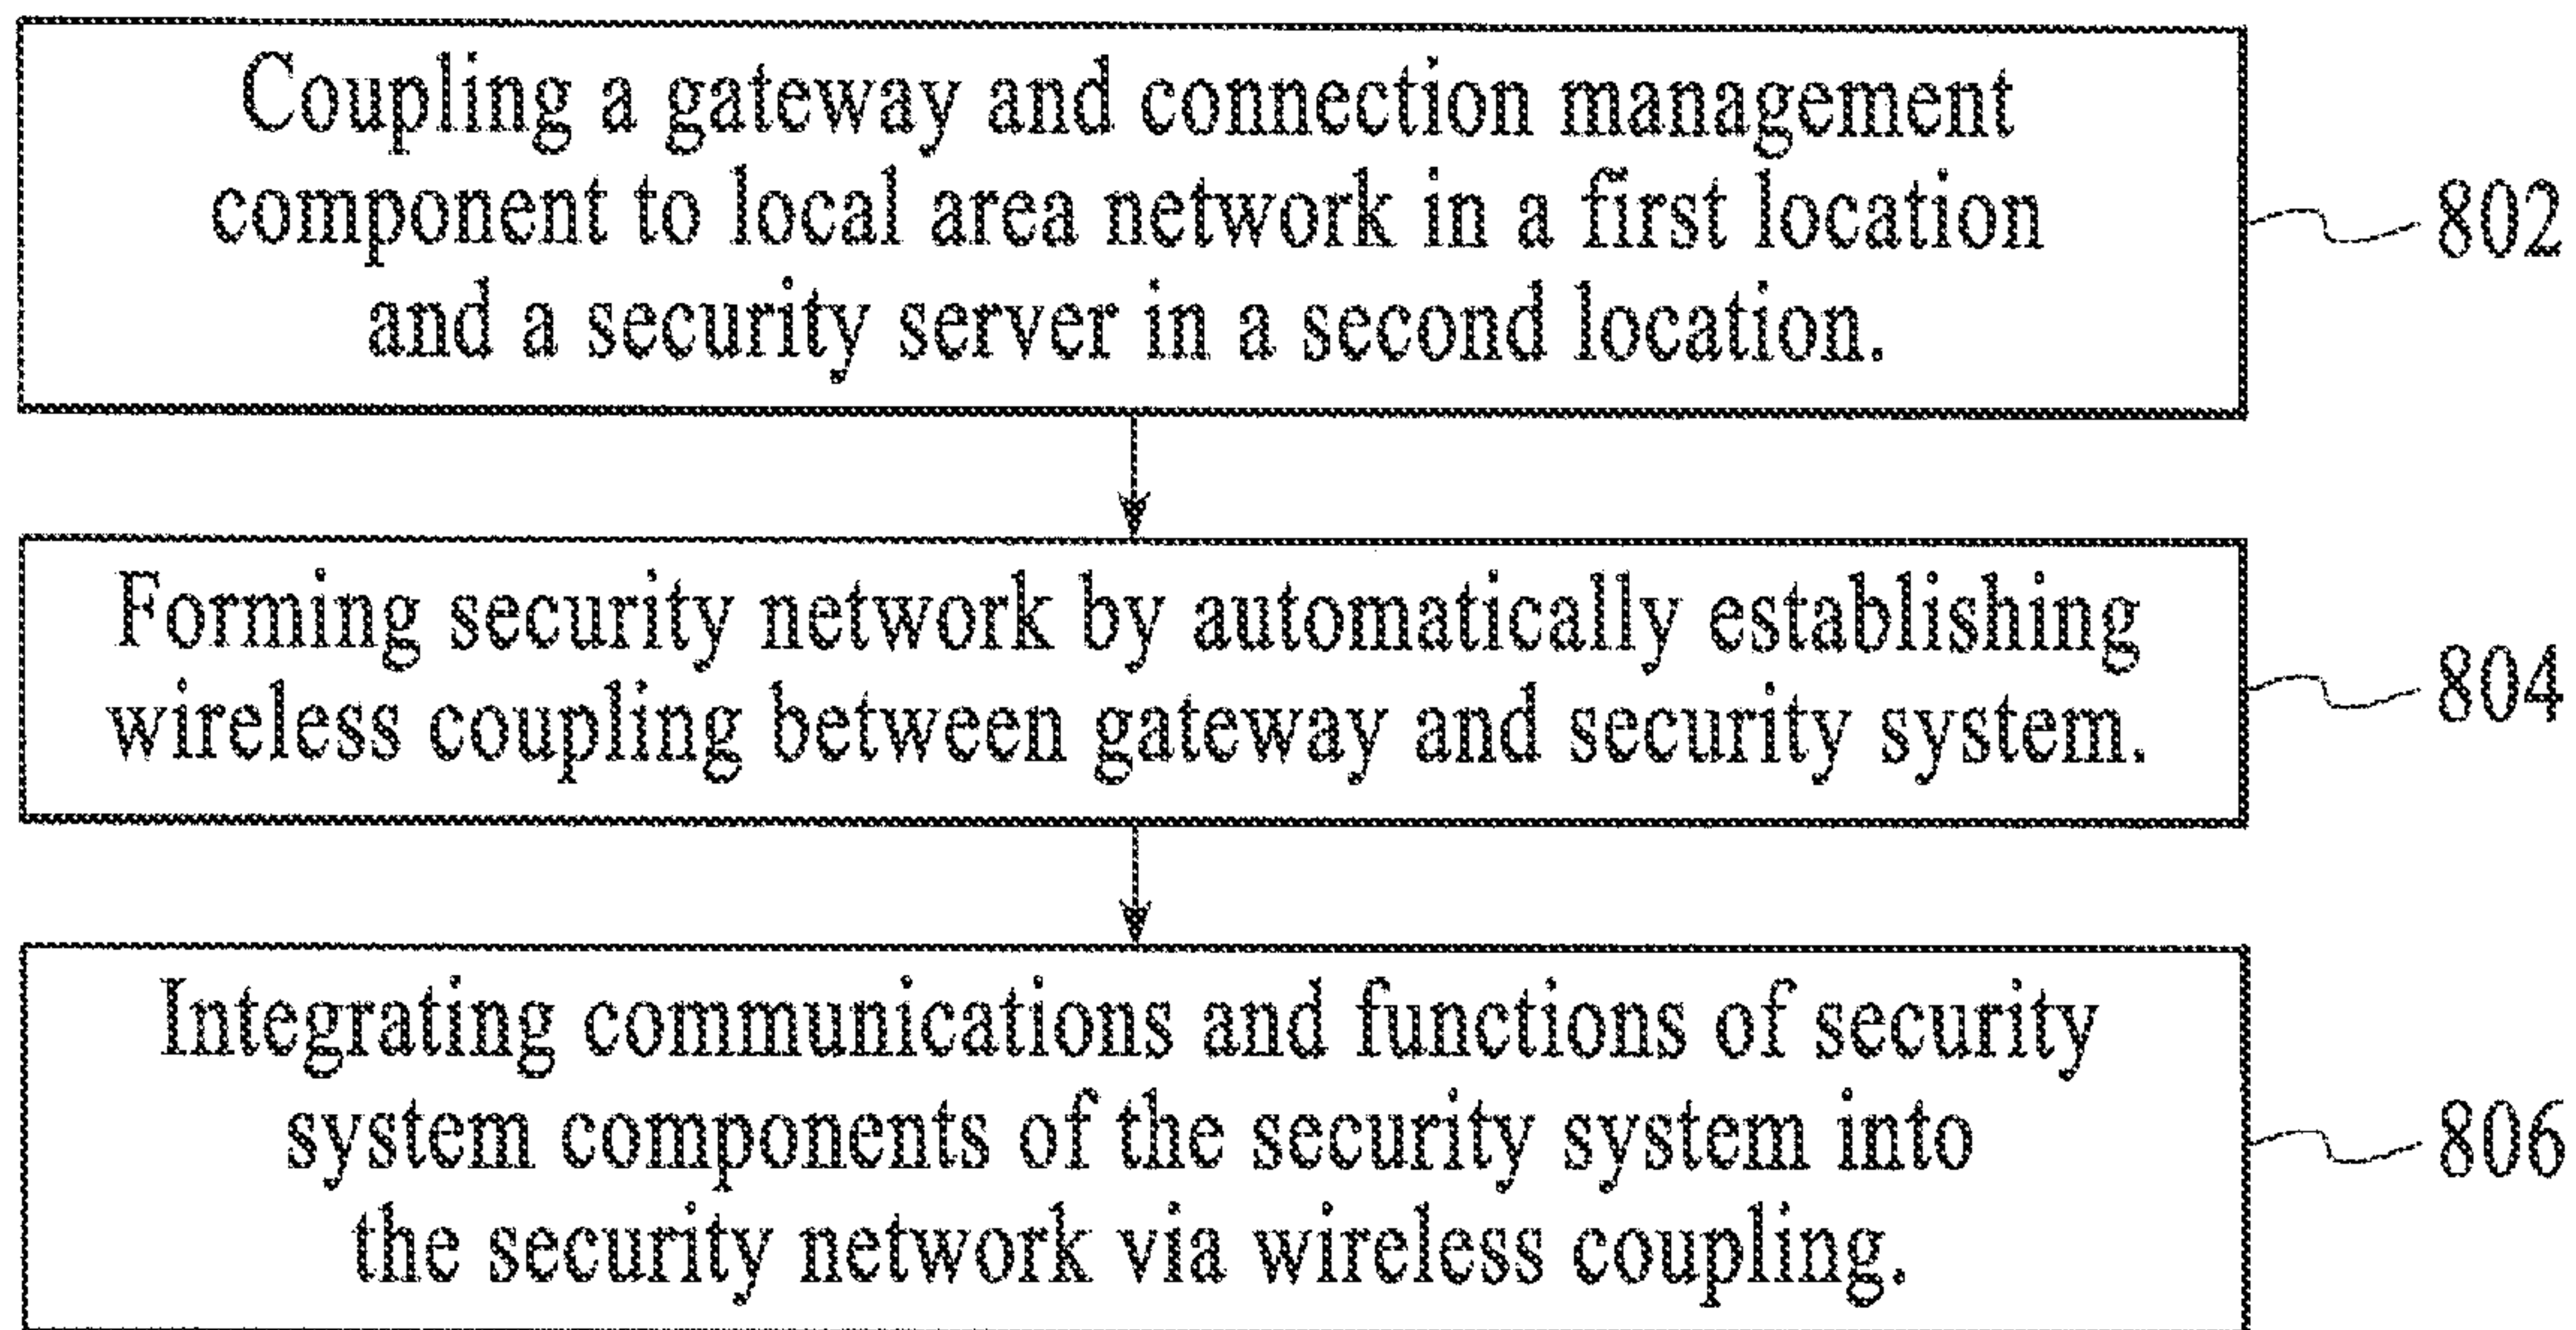 Coupling a gateway and connection management
component to local area network in a first location
and a security server in a second location.
802
Forming security network by automatically establishing
wireless coupling between gateway and security system.
804
Integrating communications and functions of security
system components of the security system into
the security network via wireless coupling.
806